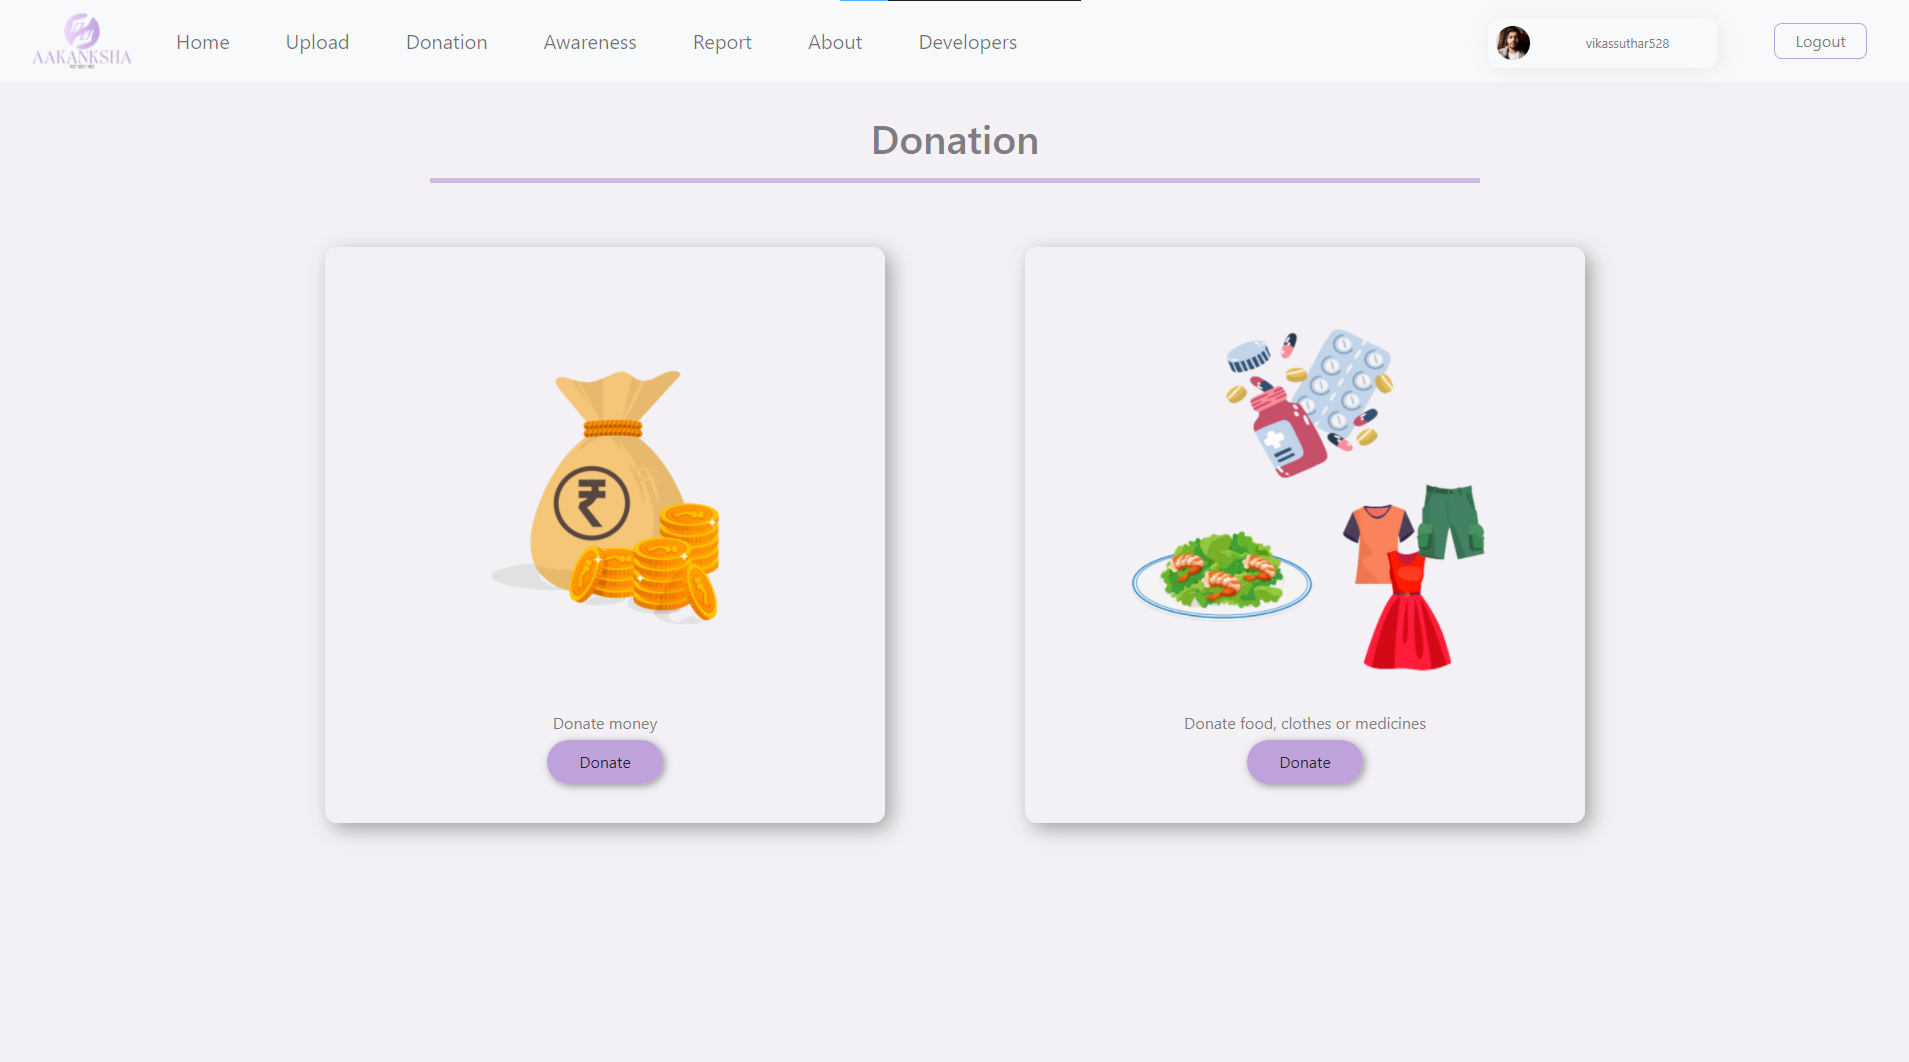 AAKANKSHA
Home
Upload
Donation
Awareness
Report
About
Developers
vikassuthar528
Logout
Donation
₹
Donate money
Donate
Donate food, clothes or medicines
Donate